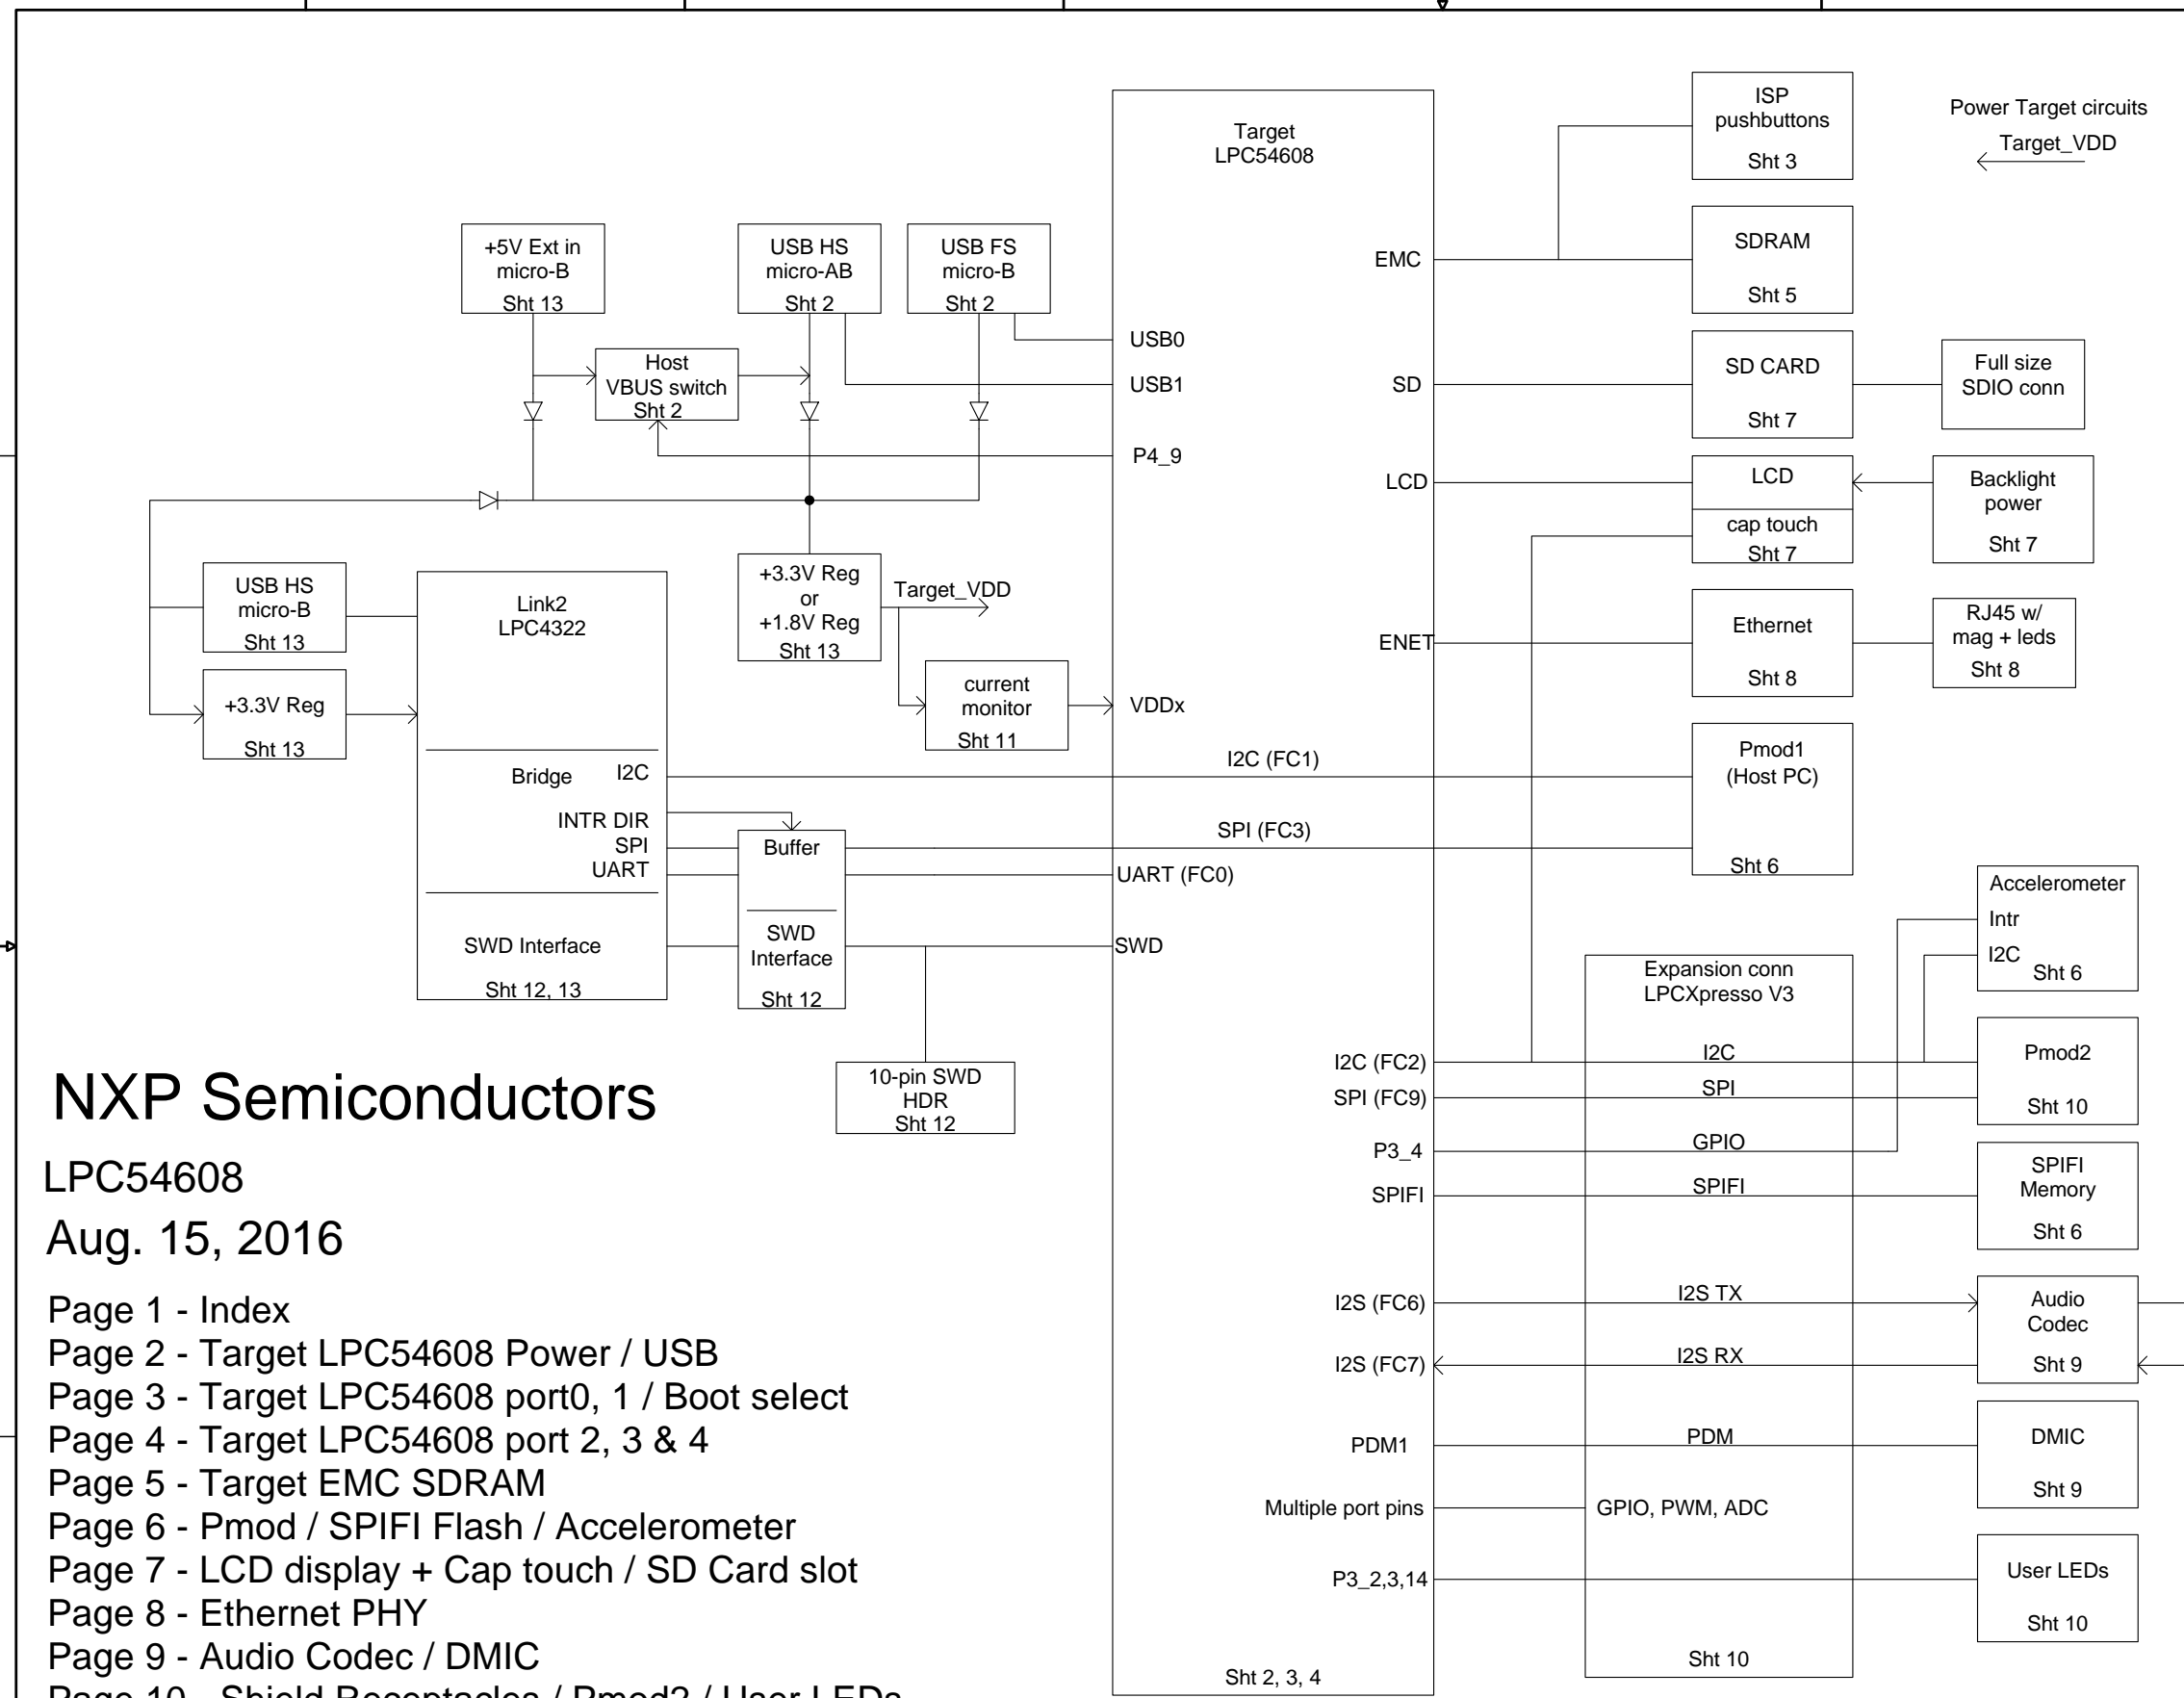 ISP
pushbuttons
Sht 3
Power Target circuits
Target_VDD
Target
LPC54608
SDRAM
Sht 5
EMC
+5V Ext in
micro-B
Sht 13
USB HS
micro-AB
Sht 2
USB FS
micro-B
Sht 2
USB0
USB1
P4_9
Host
VBUS switch
Sht 2
SD
SD CARD
Sht 7
Full size
SDIO conn
LCD
LCD
cap touch
Sht 7
Backlight
power
Sht 7
USB HS
micro-B
Sht 13
+3.3V Reg
Sht 13
Link2
LPC4322
+3.3V Reg
or
+1.8V Reg
Sht 13
Target_VDD
current
monitor
Sht 11
VDDx
ENET
Ethernet
Sht 8
RJ45 w/
mag + leds
Sht 8
Bridge
I2C
INTR DIR
SPI
UART
SWD Interface
Sht 12, 13
Buffer
SWD
Interface
Sht 12
I2C (FC1)
SPI (FC3)
UART (FC0)
SWD
Pmod1
(Host PC)
Sht 6
Accelerometer
Intr
I2C
Sht 6
Expansion conn
LPCXpresso V3
10-pin SWD
HDR
Sht 12
I2C (FC2)
I2C
SPI (FC9)
SPI
Pmod2
Sht 10
P3_4
GPIO
SPIFI
SPIFI
SPIFI
Memory
Sht 6
I2S (FC6)
I2S TX
I2S (FC7)
I2S RX
Audio
Codec
Sht 9
PDM1
PDM
DMIC
Sht 9
Multiple port pins
GPIO, PWM, ADC
P3_2,3,14
User LEDs
Sht 10
Sht 10
Sht 2, 3, 4
NXP Semiconductors
LPC54608
Aug. 15, 2016
Page 1 - Index
Page 2 - Target LPC54608 Power / USB
Page 3 - Target LPC54608 port0, 1 / Boot select
Page 4 - Target LPC54608 port 2, 3 & 4
Page 5 - Target EMC SDRAM
Page 6 - Pmod / SPIFI Flash / Accelerometer
Page 7 - LCD display + Cap touch / SD Card slot
Page 8 - Ethernet PHY
Page 9 - Audio Codec / DMIC
Page 10 - Shield Receptacles / Pmod2 / User LEDs